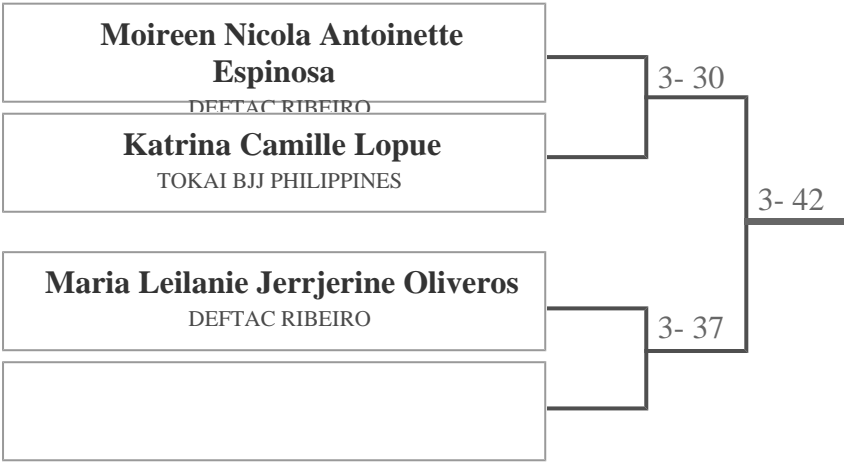 Moireen Nicola Antoinette
Espinosa
DEFTAC RIBEIRO
3- 30
Katrina Camille Lopue
TOKAI BJJ PHILIPPINES
3- 42
Maria Leilanie Jerrjerine Oliveros
DEFTAC RIBEIRO
3- 37